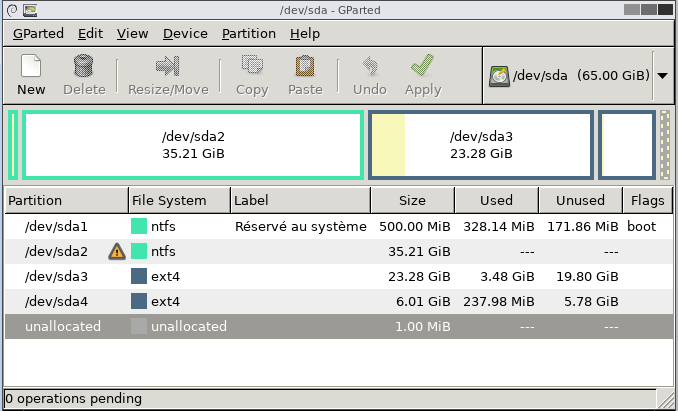 /dev/sda - GParted
GParted Edit View Device Partition Help
New Delete Resize/Move Copy Paste Undo Apply /dev/sda (65.00 GiB)
/dev/sda2 /dev/sda3
35.21 GiB 23.28 GiB
Partition File System Label Size Used Unused Flags
/dev/sda1 ntfs Réservé au système 500.00 MiB 328.14 MiB 171.86 MiB boot
/dev/sda2 ntfs 35.21 GiB --- ---
/dev/sda3 ext4 23.28 GiB 3.48 GiB 19.80 GiB
/dev/sda4 ext4 6.01 GiB 237.98 MiB 5.78 GiB
unallocated unallocated 1.00 MiB --- ---
0 operations pending